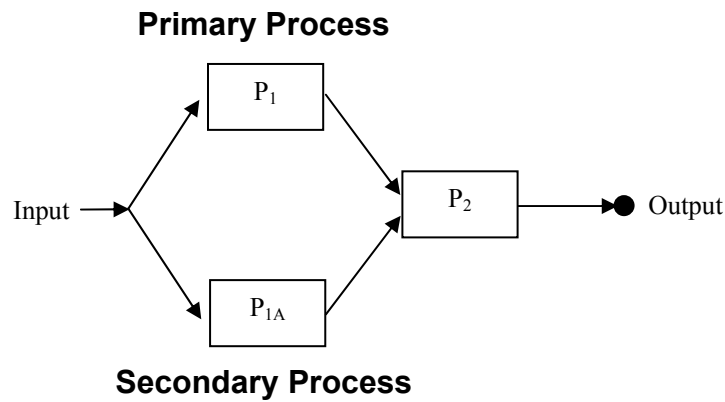 Primary Process
P₁
Input
P₂
Output
P₁A
Secondary Process